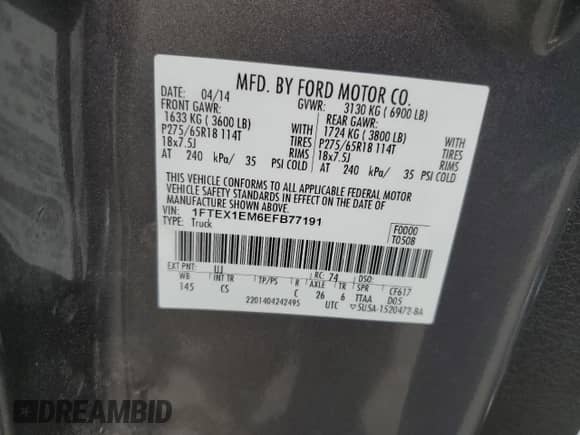 MFD. BY FORD MOTOR CO.
DATE: 04/14 GVWR: 3130 KG ( 6900 LB)
FRONT GAWR: REAR GAWR:
1633 KG ( 3600 LB) 1724 KG ( 3800 LB)
P275/65R18 114T TIRES P275/65R18 114T TIRES
18x7.5J RIMS 18x7.5J RIMS
AT 240 kPa/ 35 PSI COLD AT 240 kPa/ 35 PSI COLD
THIS VEHICLE CONFORMS TO ALL APPLICABLE FEDERAL MOTOR
VEHICLE SAFETY STANDARDS IN EFFECT ON THE DATE OF
MANUFACTURE SHOWN ABOVE.
VIN: 1FTEX1EM6EFB77191 F0000
TYPE: Truck T0508
EXT PNT: UJ RC: 74 DSO:
WB INT TR TP/PS R AXLE TR SPR CF617
145 CS C 26 6 TTAA D05
2201404242495 UTC ▽5U5A-1520472-BA
DREAMBID